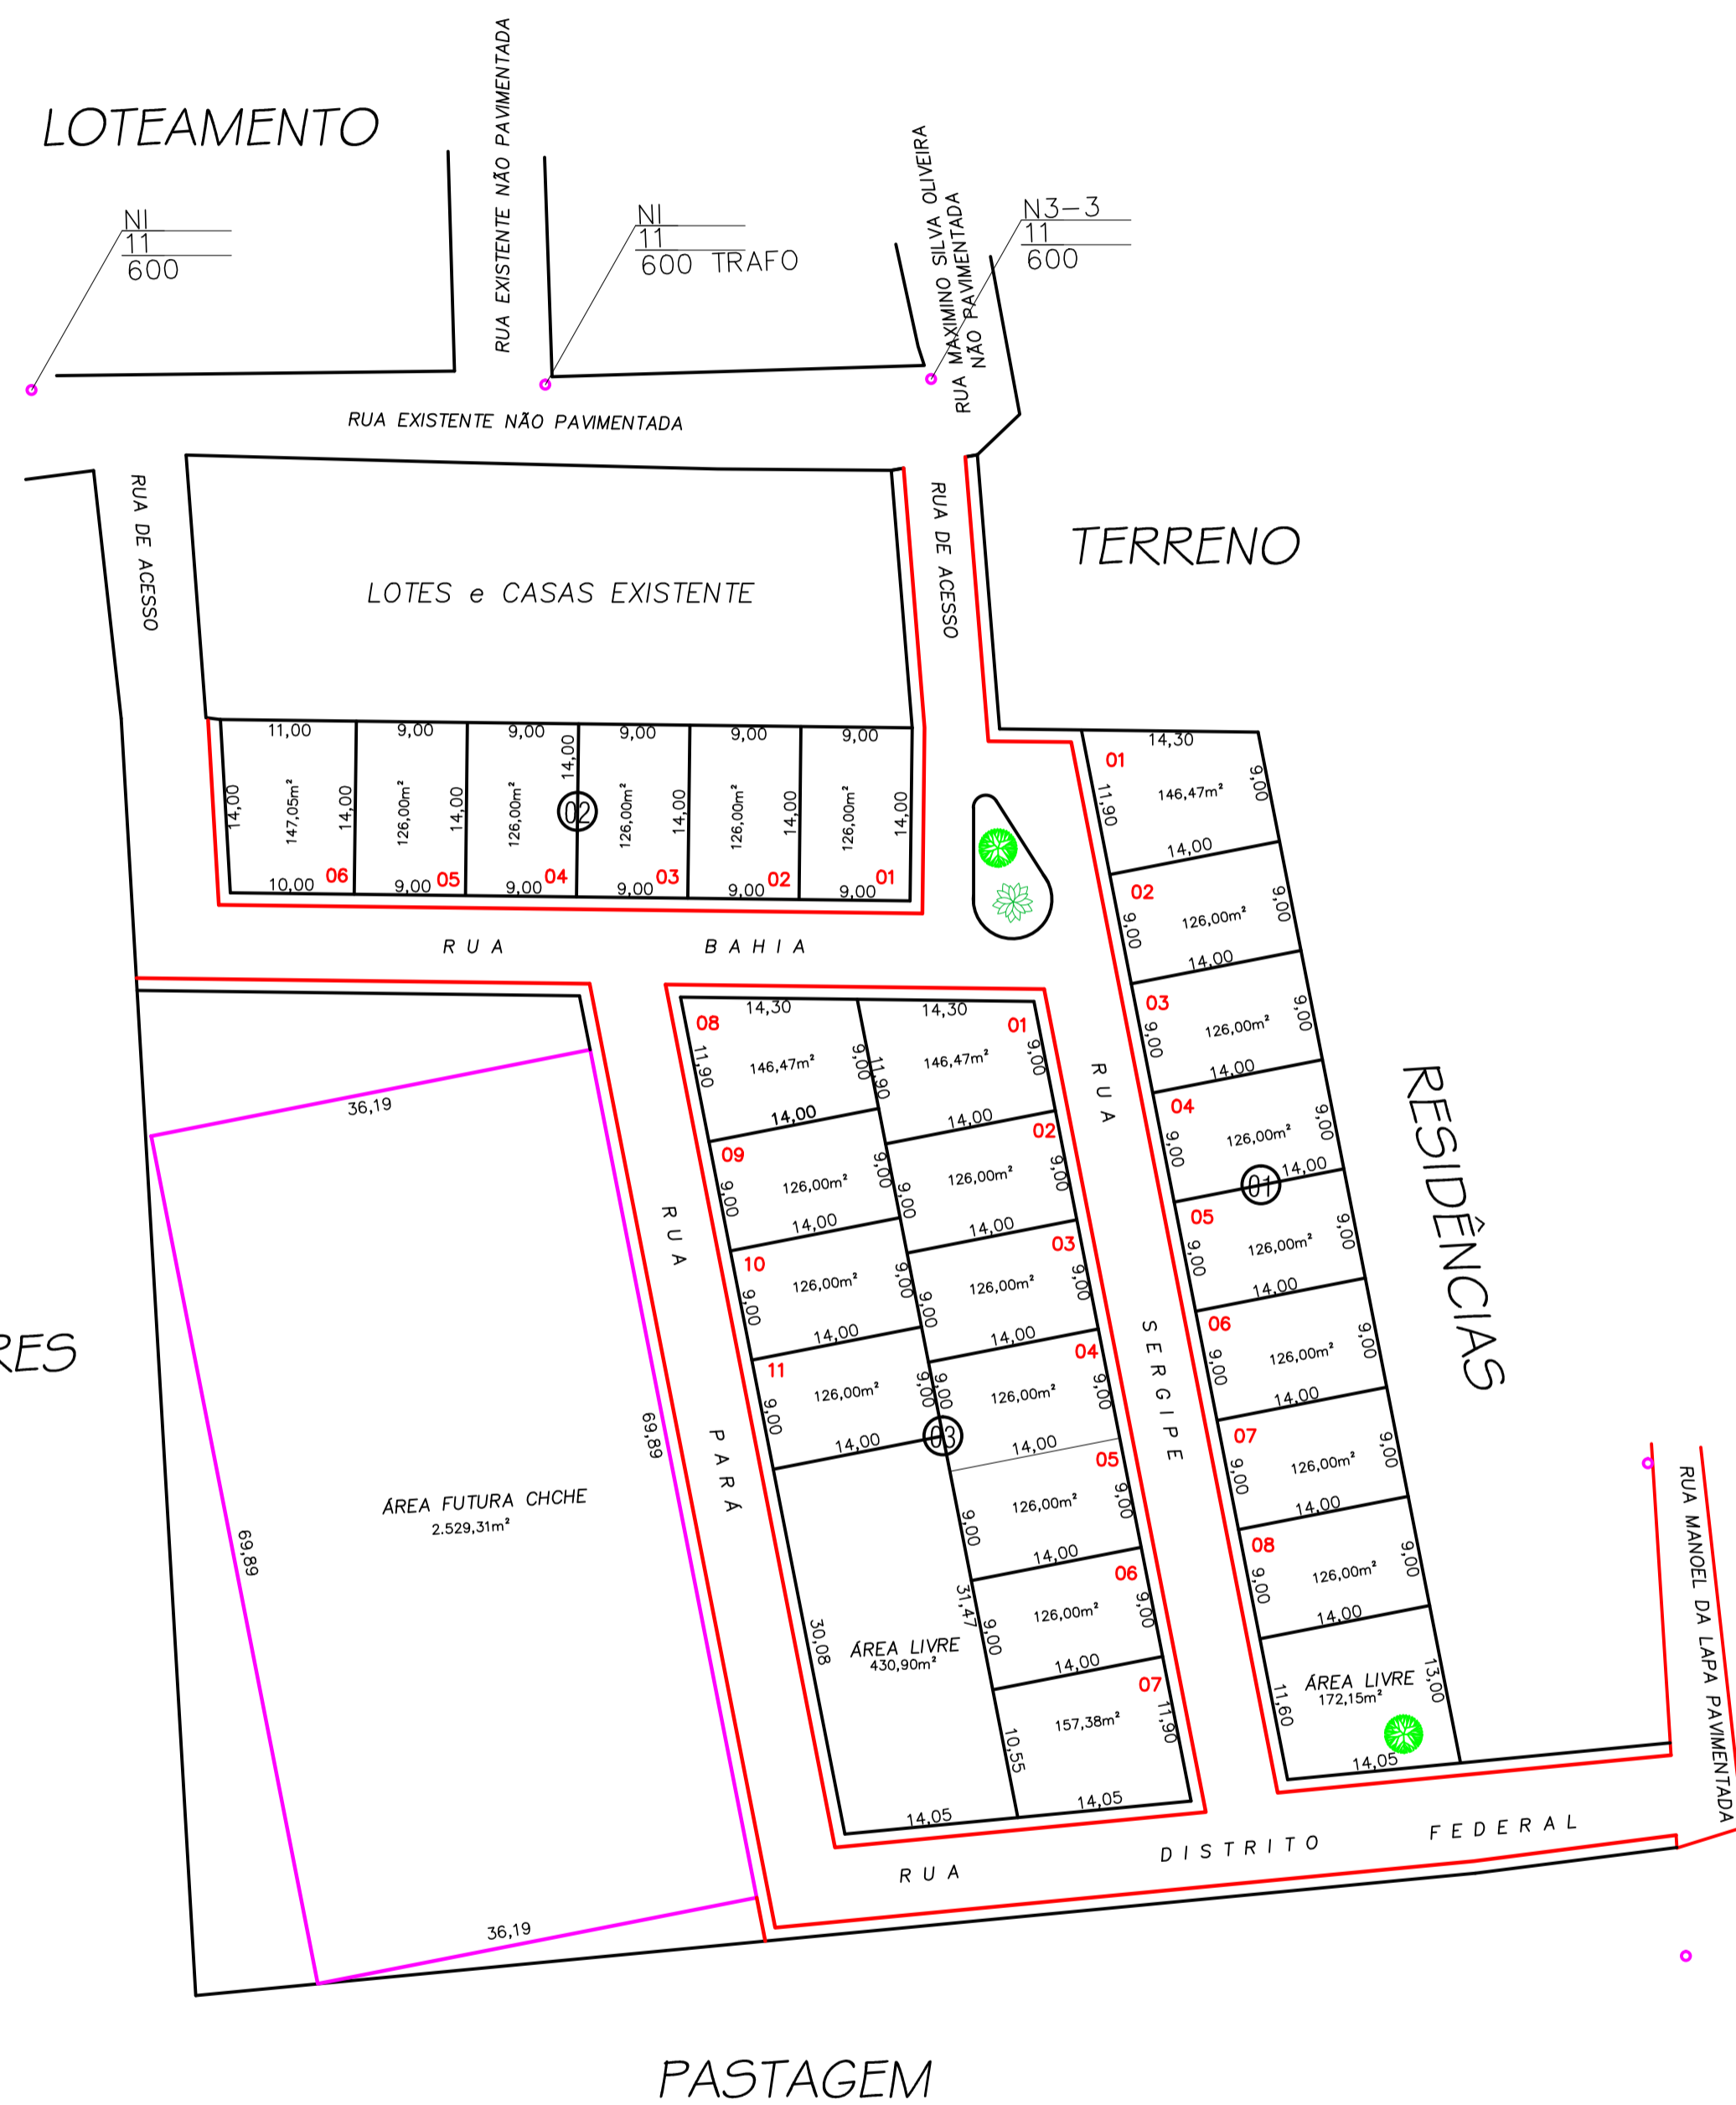 LOTEAMENTO
RUA EXISTENTE NÃO PAVIMENTADA
NI
11
600
NI
11
600 TRAFO
RUA MAXIMINO SILVA OLIVEIRA
NÃO PAVIMENTADA
N3-3
11
600
RUA EXISTENTE NÃO PAVIMENTADA
RUA DE ACESSO
RUA DE ACESSO
TERRENO
LOTES e CASAS EXISTENTE
11,00
9,00
9,00
9,00
9,00
9,00
14,00
147,05m²
14,00
126,00m²
14,00
126,00m²
14,00
02
126,00m²
14,00
126,00m²
14,00
126,00m²
14,00
10,00
06
9,00
05
9,00
04
9,00
03
9,00
02
9,00
01
RUA BAHIA
14,30
01
146,47m²
11,90
9,00
14,00
02
126,00m²
9,00
9,00
14,00
03
126,00m²
9,00
9,00
14,00
04
126,00m²
9,00
9,00
14,00
01
05
126,00m²
9,00
9,00
14,00
06
126,00m²
9,00
9,00
14,00
07
126,00m²
9,00
9,00
14,00
08
126,00m²
9,00
9,00
14,00
ÁREA LIVRE
172,15m²
11,60
13,00
14,05
RESIDÊNCIAS
RUA SERGIPE
14,30
08
146,47m²
11,90
9,00
14,00
09
126,00m²
9,00
9,00
14,00
10
126,00m²
9,00
9,00
14,00
11
126,00m²
9,00
9,00
14,00
03
ÁREA LIVRE
430,90m²
30,08
31,47
14,05
14,30
01
146,47m²
11,90
9,00
14,00
02
126,00m²
9,00
9,00
14,00
03
126,00m²
9,00
9,00
14,00
04
126,00m²
9,00
9,00
14,00
05
126,00m²
9,00
9,00
14,00
06
126,00m²
9,00
9,00
14,00
07
157,38m²
10,55
11,90
14,05
RUA PARÁ
36,19
69,89
69,89
ÁREA FUTURA CHCHE
2.529,31m²
36,19
RES
RUA MANOEL DA LAPA PAVIMENTADA
RUA DISTRITO FEDERAL
PASTAGEM